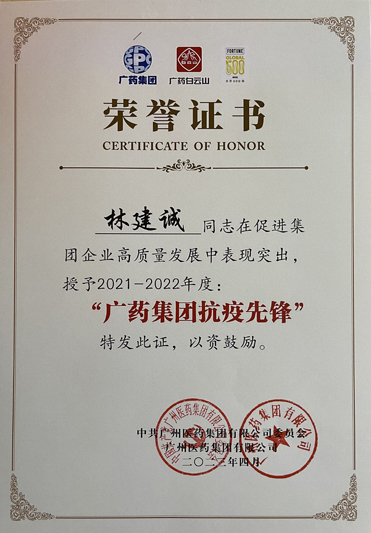 GPC
广药集团
广药白云山
FORTUNE
GLOBAL
500
荣誉证书
CERTIFICATE OF HONOR
林建诚 同志在促进集
团企业高质量发展中表现突出，
授予2021-2022年度：
“广药集团抗疫先锋”
特发此证，以资鼓励。
中共广州医药集团有限公司委员会
广州医药集团有限公司
二〇二三年四月